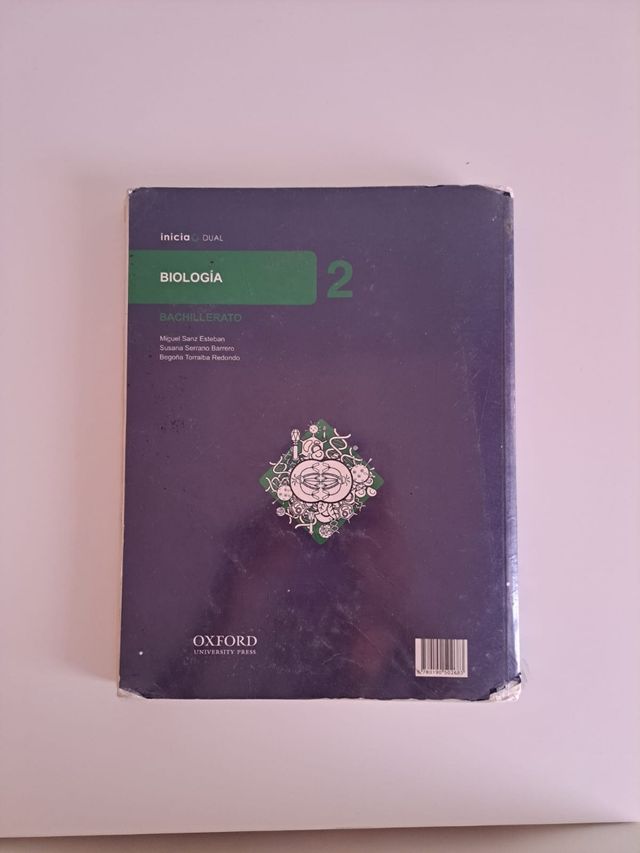 inicia DUAL
BIOLOGÍA 2
BACHILLERATO
Miguel Sanz Esteban
Susana Serrano Barrero
Begoña Torralba Redondo
OXFORD
UNIVERSITY PRESS